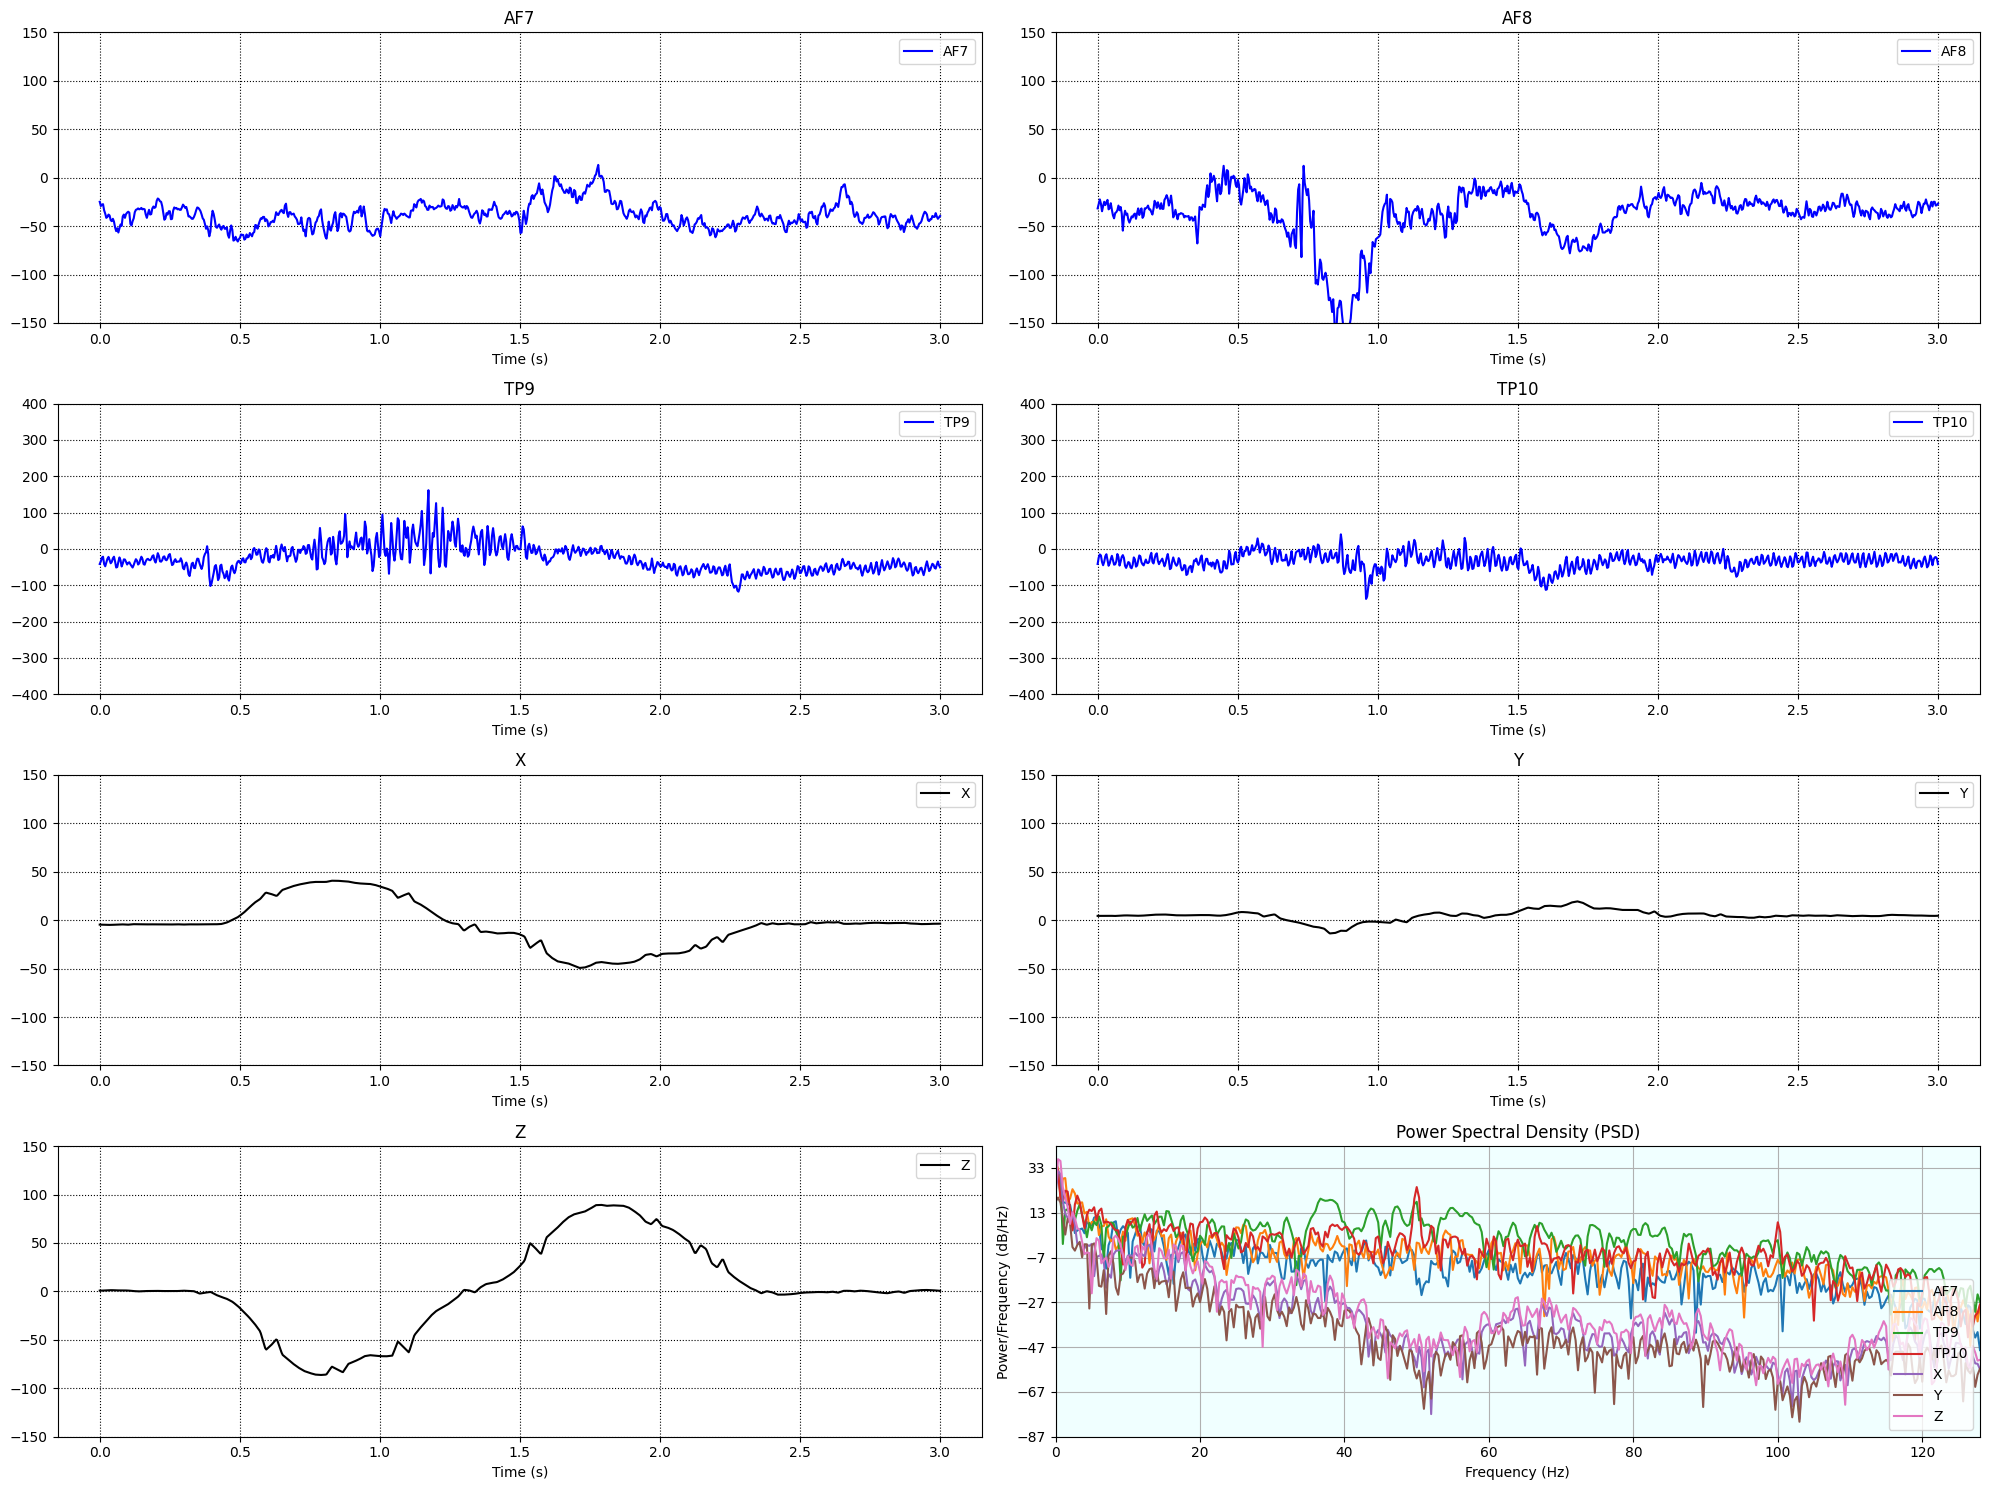 AF7
150
100
50
0
−50
−100
−150
0.0 0.5 1.0 1.5 2.0 2.5 3.0
Time (s)
AF7
AF8
150
100
50
0
−50
−100
−150
0.0 0.5 1.0 1.5 2.0 2.5 3.0
Time (s)
AF8
TP9
400
300
200
100
0
−100
−200
−300
−400
0.0 0.5 1.0 1.5 2.0 2.5 3.0
Time (s)
TP9
TP10
400
300
200
100
0
−100
−200
−300
−400
0.0 0.5 1.0 1.5 2.0 2.5 3.0
Time (s)
TP10
X
150
100
50
0
−50
−100
−150
0.0 0.5 1.0 1.5 2.0 2.5 3.0
Time (s)
X
Y
150
100
50
0
−50
−100
−150
0.0 0.5 1.0 1.5 2.0 2.5 3.0
Time (s)
Y
Z
150
100
50
0
−50
−100
−150
0.0 0.5 1.0 1.5 2.0 2.5 3.0
Time (s)
Z
Power Spectral Density (PSD)
Power/Frequency (dB/Hz)
33
13
−7
−27
−47
−67
−87
0 20 40 60 80 100 120
Frequency (Hz)
AF7
AF8
TP9
TP10
X
Y
Z